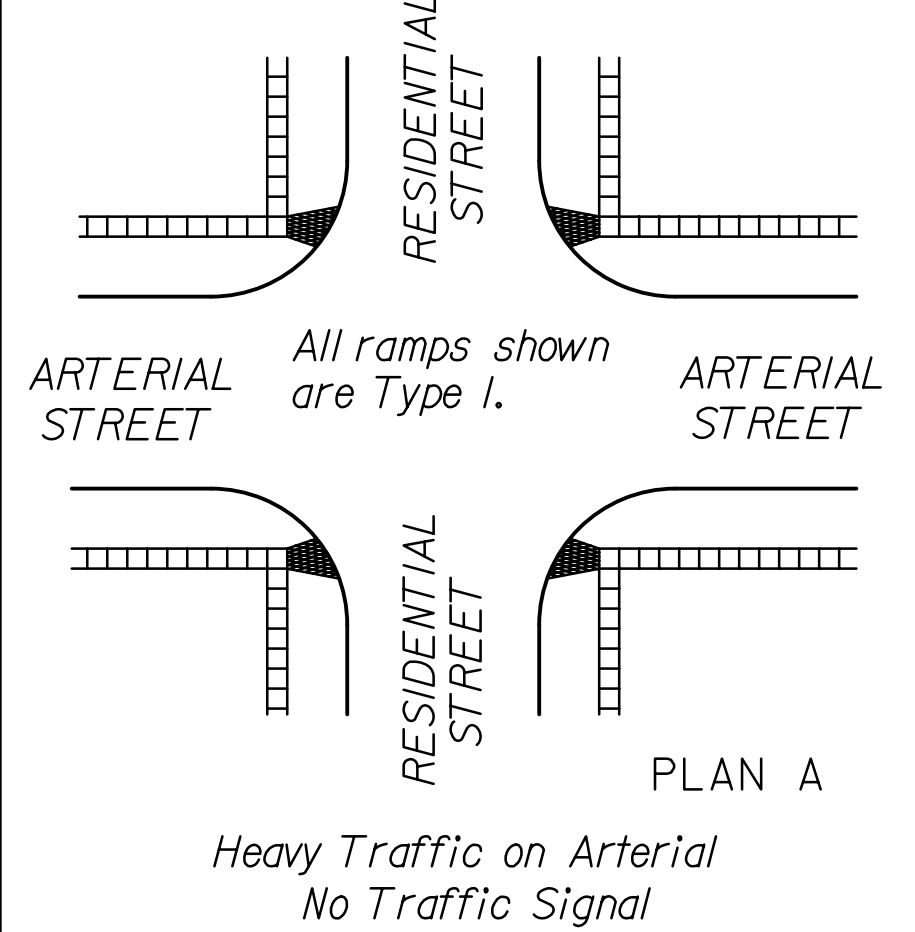 RESIDENTIAL
STREET
All ramps shown
are Type I.
ARTERIAL
STREET
ARTERIAL
STREET
RESIDENTIAL
STREET
PLAN A
Heavy Traffic on Arterial
No Traffic Signal